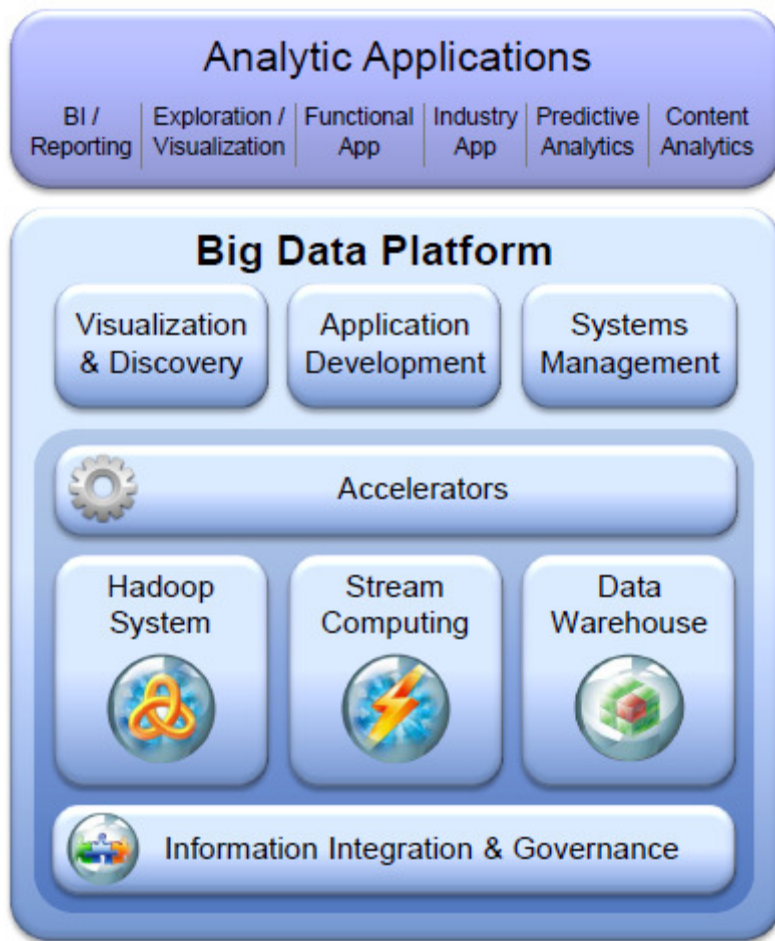 Analytic Applications
BI / Reporting
Exploration / Visualization
Functional App
Industry App
Predictive Analytics
Content Analytics
Big Data Platform
Visualization
& Discovery
Application
Development
Systems
Management
Accelerators
Hadoop
System
Stream
Computing
Data
Warehouse
Information Integration & Governance